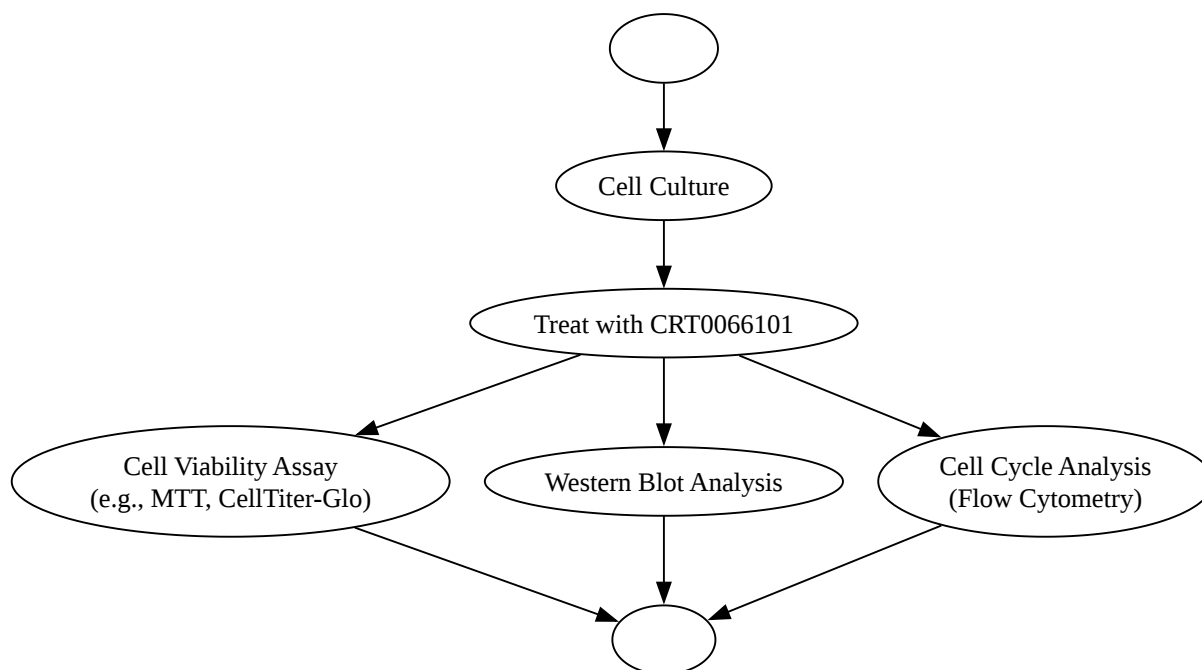 Cell Culture
Treat with CRT0066101
Cell Viability Assay
(e.g., MTT, CellTiter-Glo)
Western Blot Analysis
Cell Cycle Analysis
(Flow Cytometry)